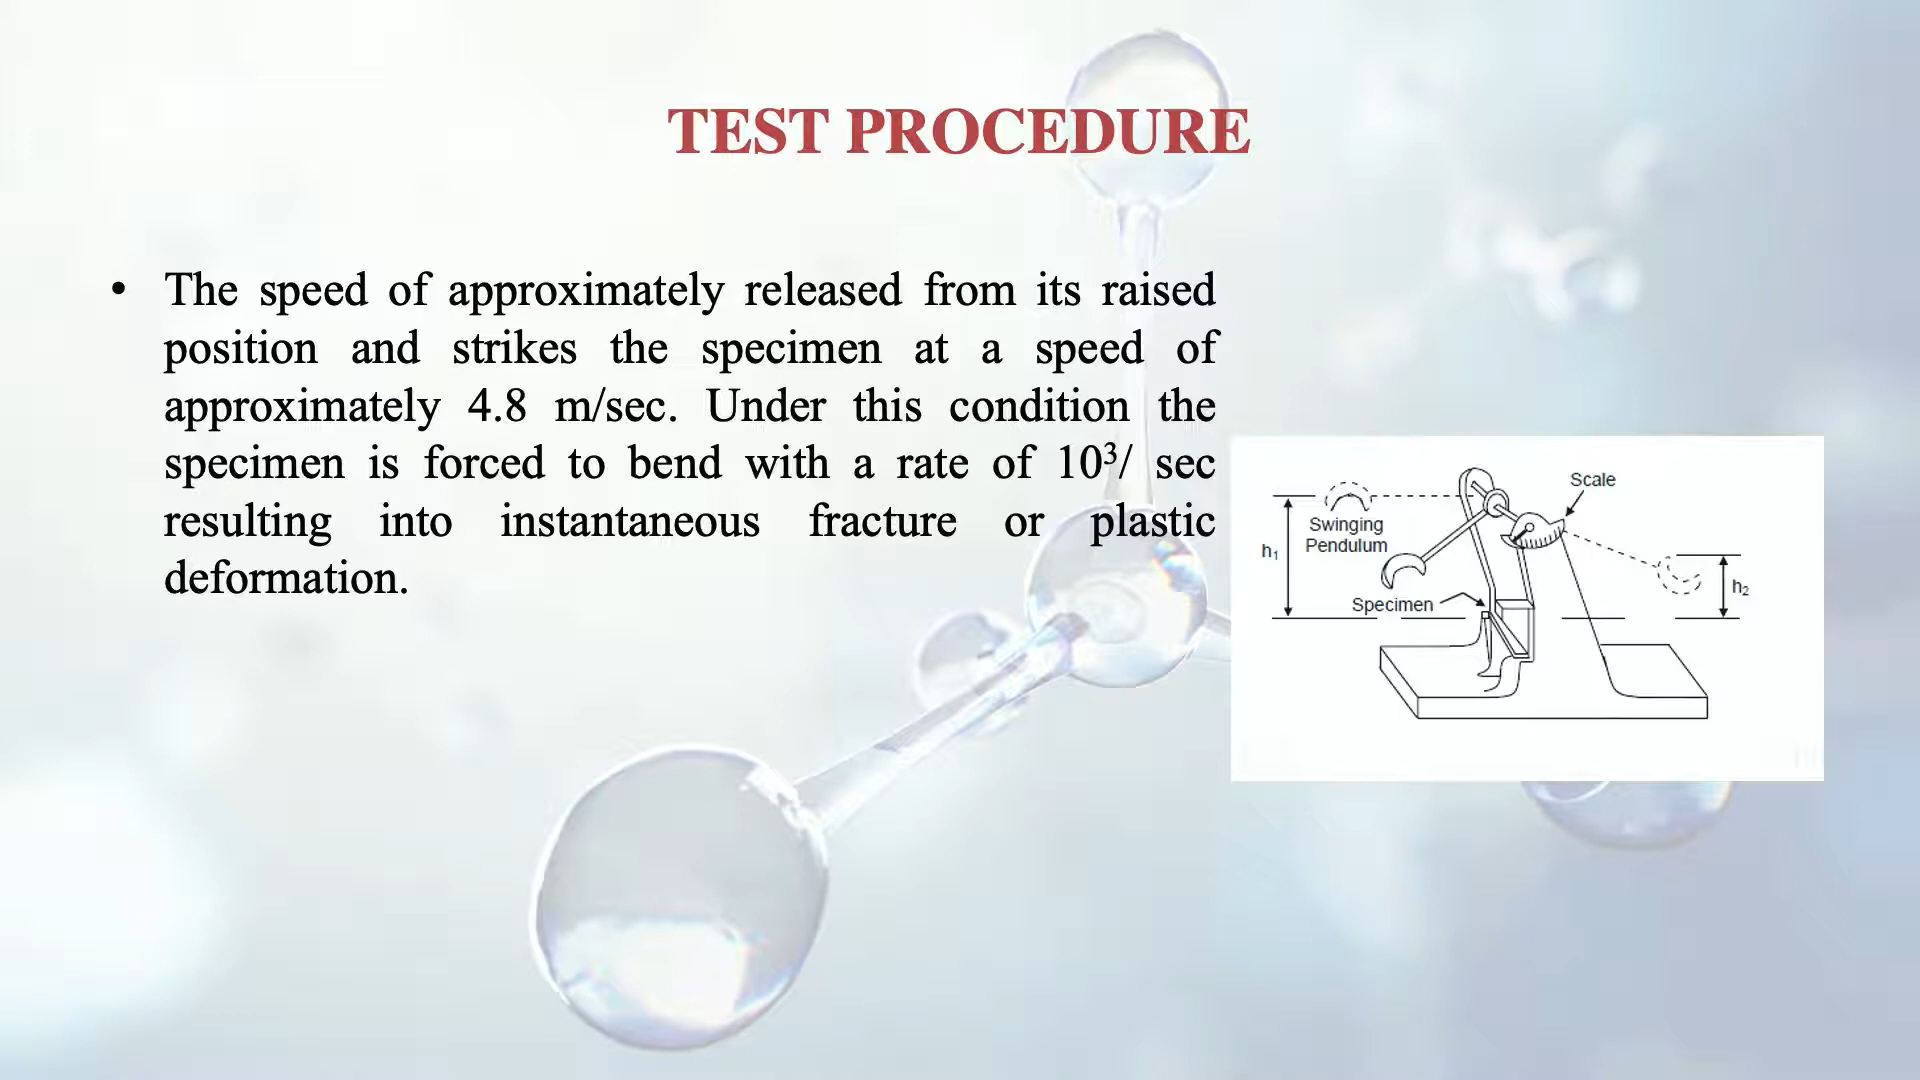 TEST PROCEDURE
• The speed of approximately released from its raised
position and strikes the specimen at a speed of
approximately 4.8 m/sec. Under this condition the
specimen is forced to bend with a rate of 10³/ sec
resulting into instantaneous fracture or plastic
deformation.
Scale
Swinging
Pendulum
h₁
h₂
Specimen